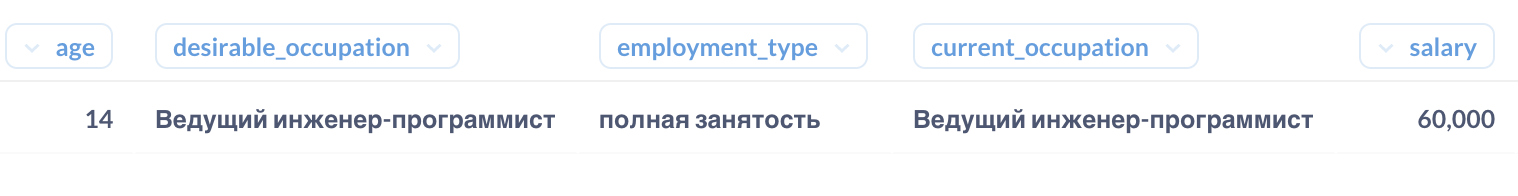 age desirable_occupation employment_type current_occupation salary
14 Ведущий инженер-программист полная занятость Ведущий инженер-программист 60,000